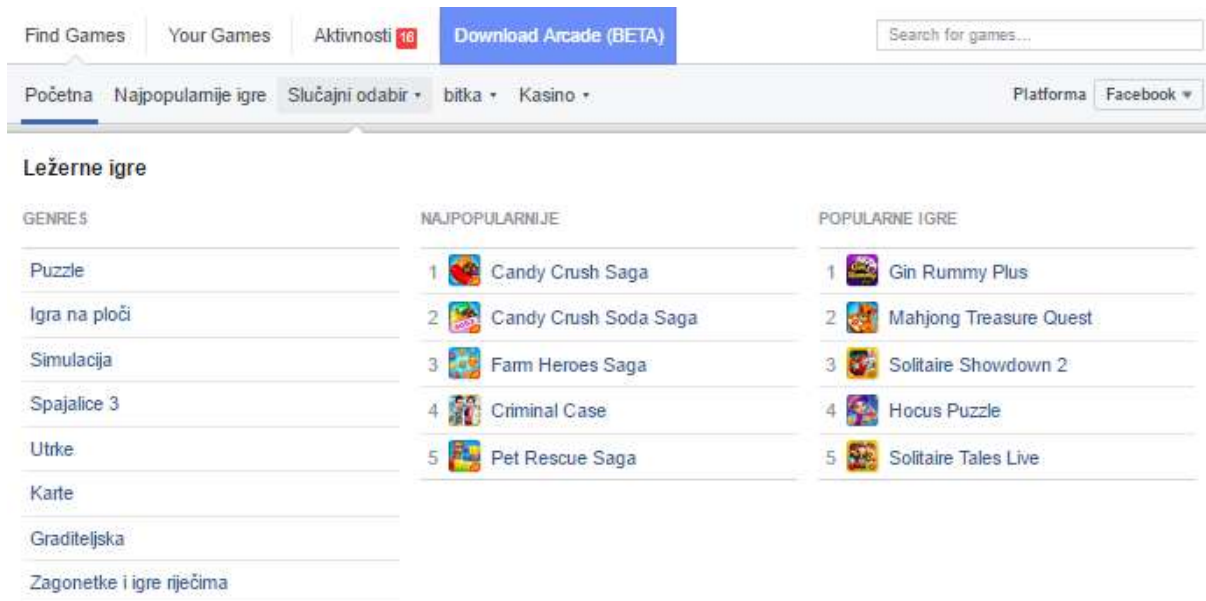 Find Games Your Games Aktivnosti 16 Download Arcade (BETA) Search for games...
Početna Najpopularnije igre Slučajni odabir bitka Kasino Platforma Facebook
Ležerne igre
GENRES
Puzzle
Igra na ploči
Simulacija
Spajalice 3
Utrke
Karte
Graditeljska
Zagonetke i igre riječima
NAJPOPULARNIJE
1 Candy Crush Saga
2 Candy Crush Soda Saga
3 Farm Heroes Saga
4 Criminal Case
5 Pet Rescue Saga
POPULARNE IGRE
1 Gin Rummy Plus
2 Mahjong Treasure Quest
3 Solitaire Showdown 2
4 Hocus Puzzle
5 Solitaire Tales Live